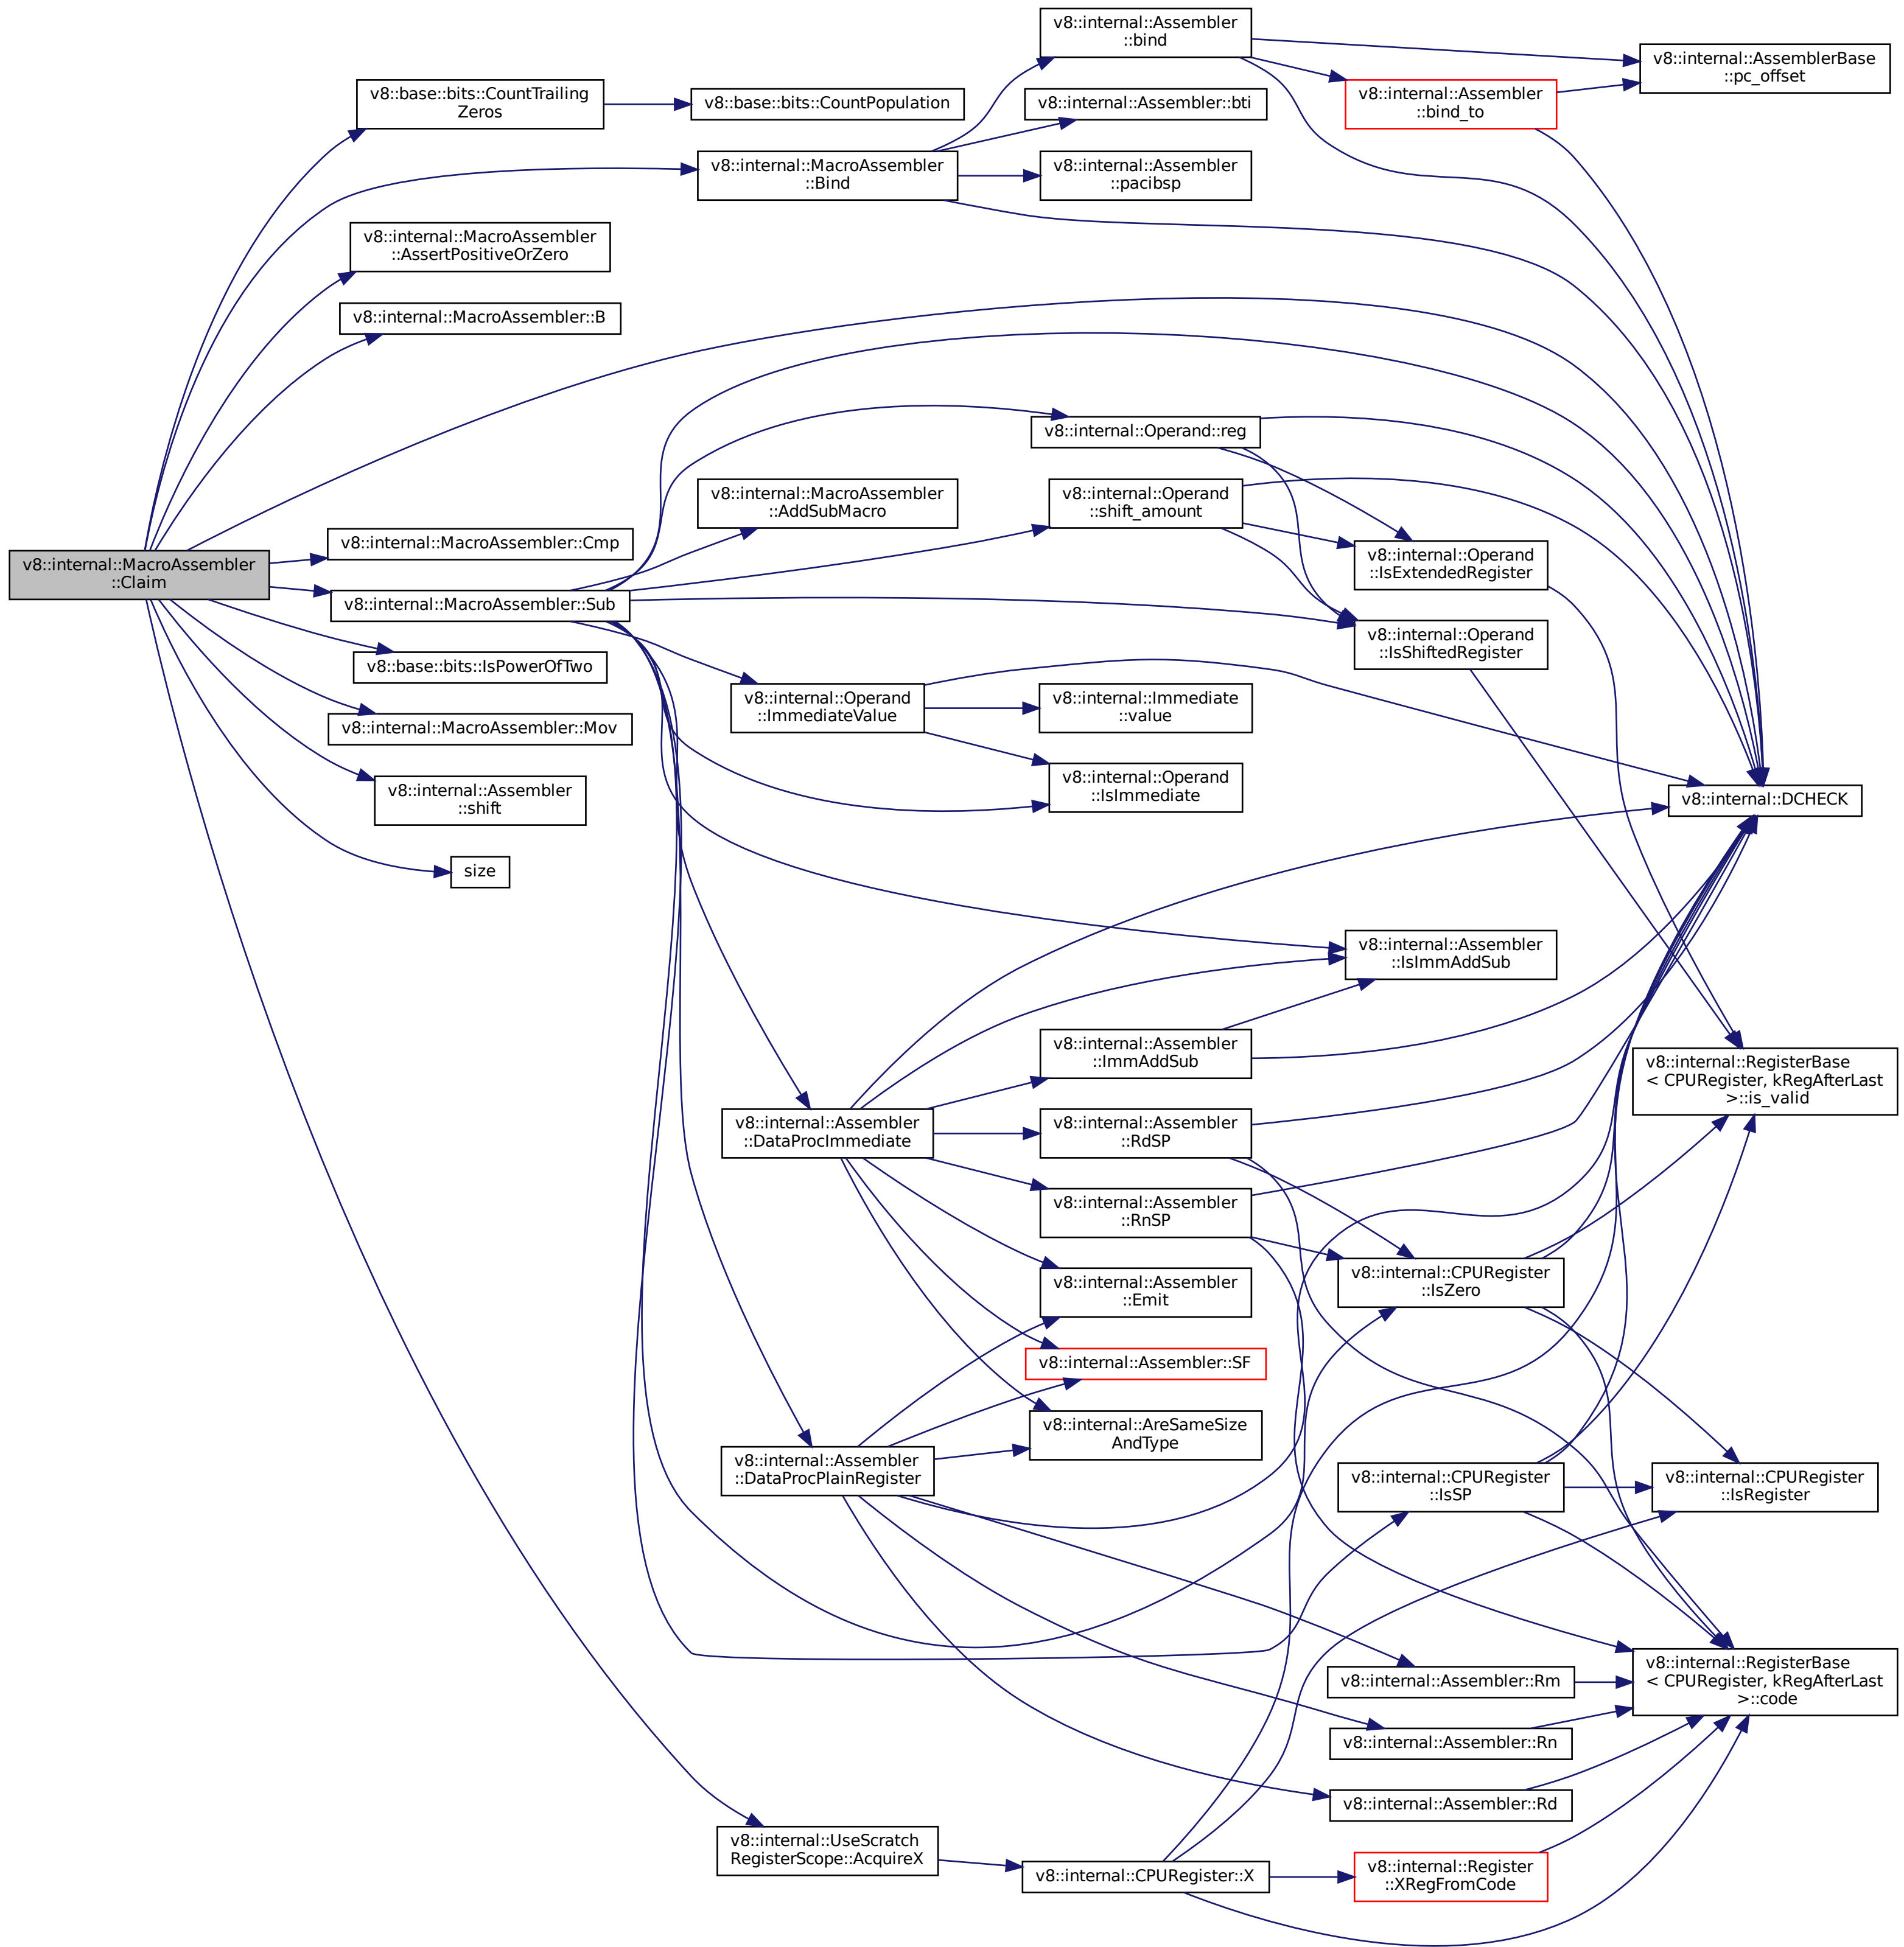 v8::internal::MacroAssembler
::Claim
v8::base::bits::CountTrailing
Zeros
v8::internal::MacroAssembler
::AssertPositiveOrZero
v8::internal::MacroAssembler::B
v8::internal::MacroAssembler::Cmp
v8::internal::MacroAssembler::Sub
v8::base::bits::IsPowerOfTwo
v8::internal::MacroAssembler::Mov
v8::internal::Assembler
::shift
size
v8::base::bits::CountPopulation
v8::internal::MacroAssembler
::Bind
v8::internal::MacroAssembler
::AddSubMacro
v8::internal::Operand
::ImmediateValue
v8::internal::Assembler
::DataProcImmediate
v8::internal::Assembler
::DataProcPlainRegister
v8::internal::UseScratch
RegisterScope::AcquireX
v8::internal::Assembler
::bind
v8::internal::Assembler::bti
v8::internal::Assembler
::pacibsp
v8::internal::Operand::reg
v8::internal::Operand
::shift_amount
v8::internal::Immediate
::value
v8::internal::Operand
::IsImmediate
v8::internal::Assembler
::ImmAddSub
v8::internal::Assembler
::RdSP
v8::internal::Assembler
::RnSP
v8::internal::Assembler
::Emit
v8::internal::Assembler::SF
v8::internal::AreSameSize
AndType
v8::internal::CPURegister::X
v8::internal::Assembler
::bind_to
v8::internal::Operand
::IsExtendedRegister
v8::internal::Operand
::IsShiftedRegister
v8::internal::Assembler
::IsImmAddSub
v8::internal::CPURegister
::IsZero
v8::internal::CPURegister
::IsSP
v8::internal::Assembler::Rm
v8::internal::Assembler::Rn
v8::internal::Assembler::Rd
v8::internal::Register
::XRegFromCode
v8::internal::AssemblerBase
::pc_offset
v8::internal::DCHECK
v8::internal::RegisterBase
< CPURegister, kRegAfterLast
>::is_valid
v8::internal::CPURegister
::IsRegister
v8::internal::RegisterBase
< CPURegister, kRegAfterLast
>::code